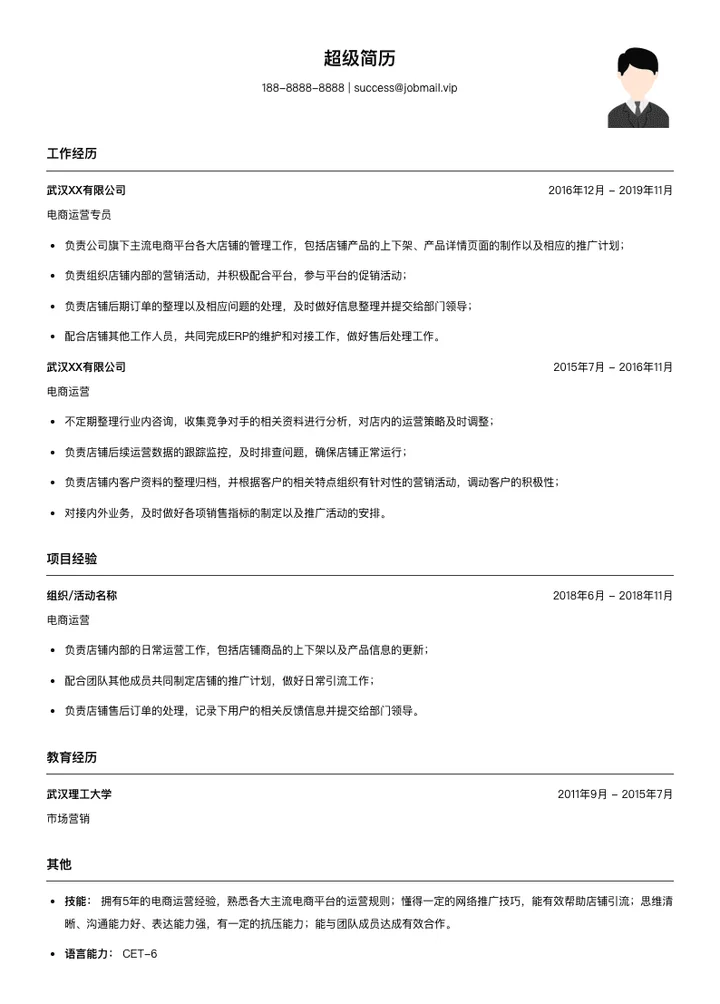 超级简历
188-8888-8888 | success@jobmail.vip
工作经历
武汉XX有限公司 2016年12月 - 2019年11月
电商运营专员
• 负责公司旗下主流电商平台各大店铺的管理工作，包括店铺产品的上下架、产品详情页面的制作以及相应的推广计划；
• 负责组织店铺内部的营销活动，并积极配合平台，参与平台的促销活动；
• 负责店铺后期订单的整理以及相应问题的处理，及时做好信息整理并提交给部门领导；
• 配合店铺其他工作人员，共同完成ERP的维护和对接工作，做好售后处理工作。
武汉XX有限公司 2015年7月 - 2016年11月
电商运营
• 不定期整理行业内咨询，收集竞争对手的相关资料进行分析，对店内的运营策略及时调整；
• 负责店铺后续运营数据的跟踪监控，及时排查问题，确保店铺正常运行；
• 负责店铺内客户资料的整理归档，并根据客户的相关特点组织有针对性的营销活动，调动客户的积极性；
• 对接内外业务，及时做好各项销售指标的制定以及推广活动的安排。
项目经验
组织/活动名称 2018年6月 - 2018年11月
电商运营
• 负责店铺内部的日常运营工作，包括店铺商品的上下架以及产品信息的更新；
• 配合团队其他成员共同制定店铺的推广计划，做好日常引流工作；
• 负责店铺售后订单的处理，记录下用户的相关反馈信息并提交给部门领导。
教育经历
武汉理工大学 2011年9月 - 2015年7月
市场营销
其他
• 技能： 拥有5年的电商运营经验，熟悉各大主流电商平台的运营规则；懂得一定的网络推广技巧，能有效帮助店铺引流；思维清
晰、沟通能力好、表达能力强，有一定的抗压能力；能与团队成员达成有效合作。
• 语言能力： CET-6